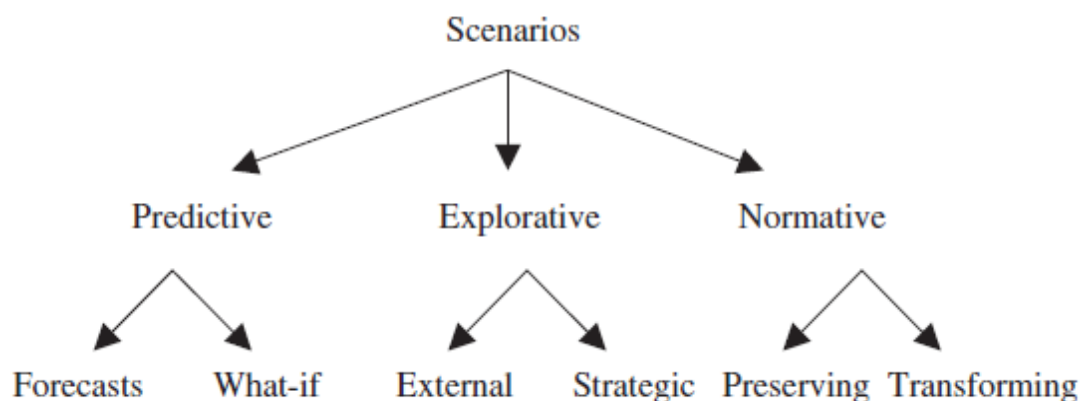 Scenarios
Predictive Explorative Normative
Forecasts What-if External Strategic Preserving Transforming